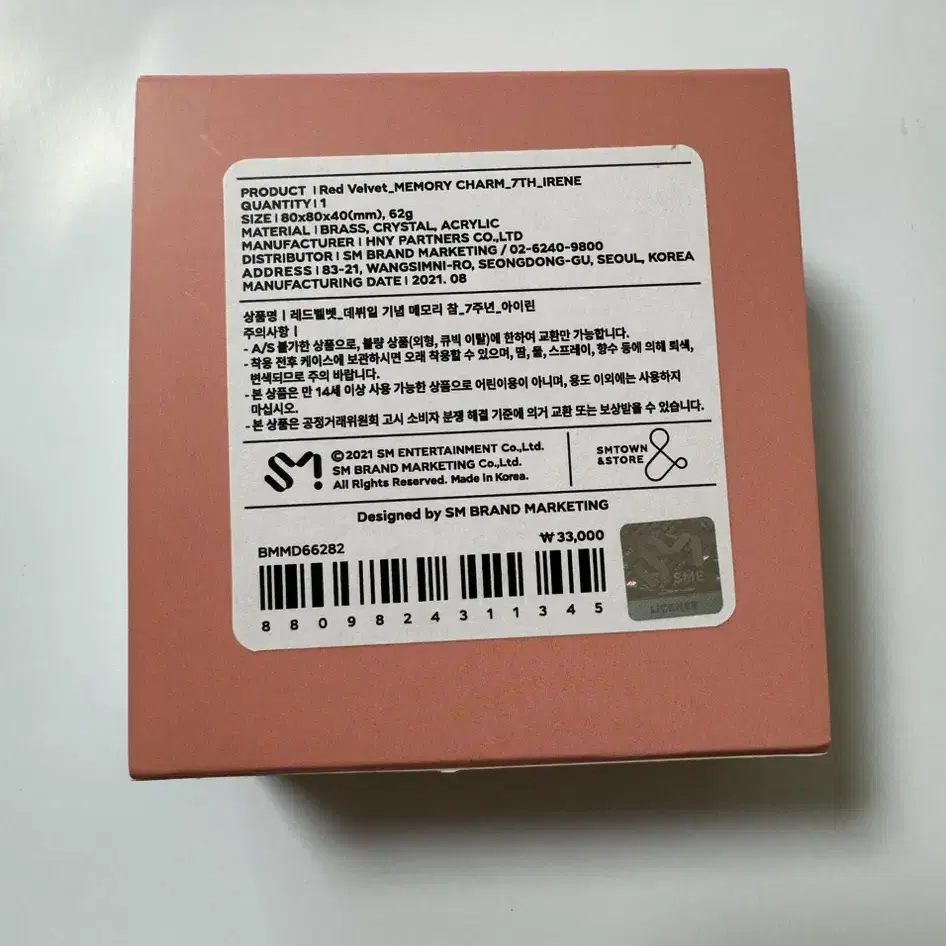 PRODUCT | Red Velvet_MEMORY CHARM_7TH_IRENE
QUANTITY | 1
SIZE | 80x80x40(mm), 62g
MATERIAL | BRASS, CRYSTAL, ACRYLIC
MANUFACTURER | HNY PARTNERS CO.,LTD
DISTRIBUTOR | SM BRAND MARKETING / 02-6240-9800
ADDRESS | 83-21, WANGSIMNI-RO, SEONGDONG-GU, SEOUL, KOREA
MANUFACTURING DATE | 2021. 08
상품명 | 레드벨벳_데뷔일 기념 메모리 참_7주년_아이린
주의사항 |
- A/S 불가한 상품으로, 불량 상품(외형, 큐빅 이탈)에 한하여 교환만 가능합니다.
- 착용 전후 케이스에 보관하시면 오래 착용할 수 있으며, 땀, 물, 스프레이, 향수 등에 의해 퇴색,
변색되므로 주의 바랍니다.
- 본 상품은 만 14세 이상 사용 가능한 상품으로 어린이용이 아니며, 용도 이외에는 사용하지
마십시오.
- 본 상품은 공정거래위원회 고시 소비자 분쟁 해결 기준에 의거 교환 또는 보상받을 수 있습니다.
SM!
©2021 SM ENTERTAINMENT Co.,Ltd.
SM BRAND MARKETING Co.,Ltd.
All Rights Reserved. Made in Korea.
SMTOWN
&STORE
&
Designed by SM BRAND MARKETING
BMMD66282
₩33,000
8809824311345
SM
SME
LICENSE